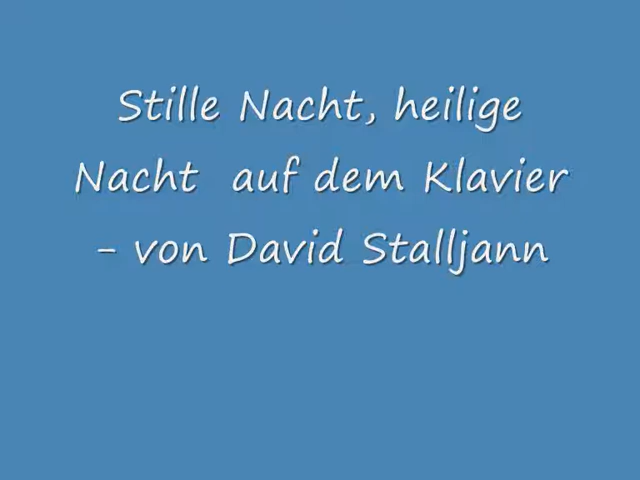 Stille Nacht, heilige
Nacht auf dem Klavier
- von David Stalljann